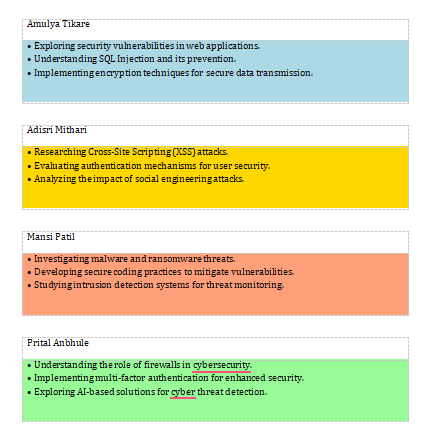 Amulya Tikare
• Exploring security vulnerabilities in web applications.
• Understanding SQL Injection and its prevention.
• Implementing encryption techniques for secure data transmission.
Adisri Mithari
• Researching Cross-Site Scripting (XSS) attacks.
• Evaluating authentication mechanisms for user security.
• Analyzing the impact of social engineering attacks.
Mansi Patil
• Investigating malware and ransomware threats.
• Developing secure coding practices to mitigate vulnerabilities.
• Studying intrusion detection systems for threat monitoring.
Prital Anbhule
• Understanding the role of firewalls in cybersecurity.
• Implementing multi-factor authentication for enhanced security.
• Exploring AI-based solutions for cyber threat detection.